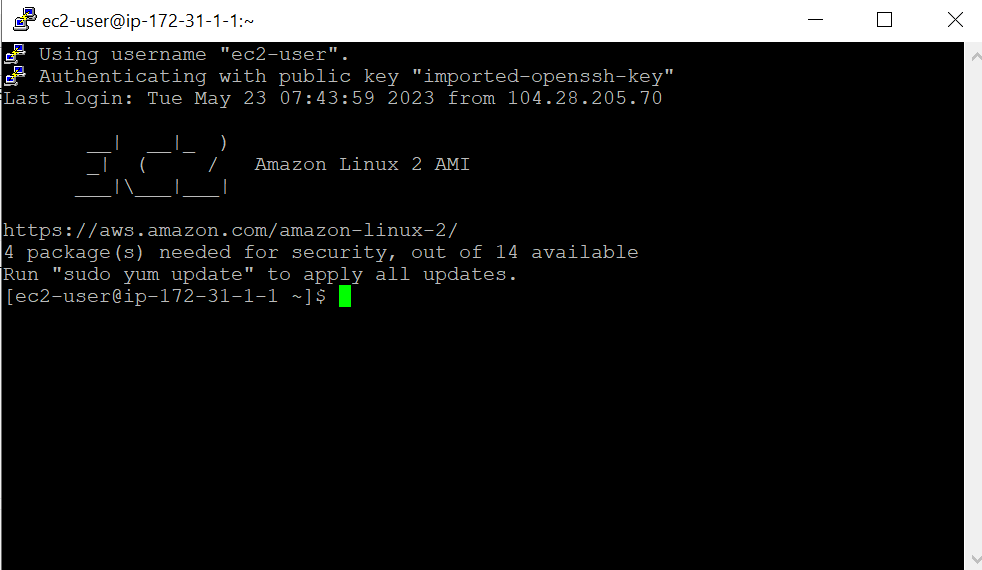 ec2-user@ip-172-31-1-1:~
Using username "ec2-user".
Authenticating with public key "imported-openssh-key"
Last login: Tue May 23 07:43:59 2023 from 104.28.205.70
       __|  __|_  )
       _|  (     /   Amazon Linux 2 AMI
      ___|\___|___|
https://aws.amazon.com/amazon-linux-2/
4 package(s) needed for security, out of 14 available
Run "sudo yum update" to apply all updates.
[ec2-user@ip-172-31-1-1 ~]$